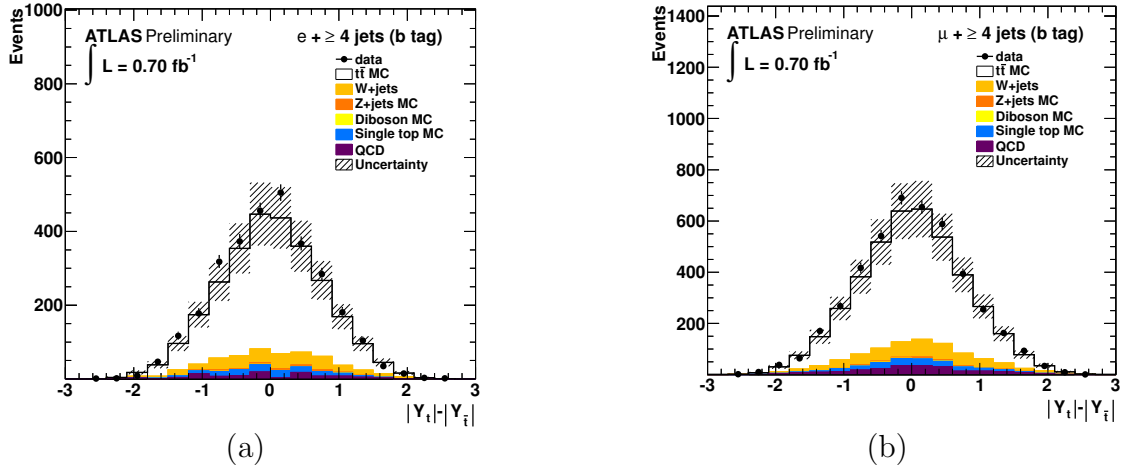 Events
1000
800
600
400
200
ATLAS Preliminary
∫ L = 0.70 fb⁻¹
e + ≥ 4 jets (b tag)
data
tt̄ MC
W+jets
Z+jets MC
Diboson MC
Single top MC
QCD
Uncertainty
-3 -2 -1 0 1 2 3
|Y_t|-|Y_t̄|
(a)
Events
1400
1200
1000
800
600
400
200
ATLAS Preliminary
∫ L = 0.70 fb⁻¹
μ + ≥ 4 jets (b tag)
data
tt̄ MC
W+jets
Z+jets MC
Diboson MC
Single top MC
QCD
Uncertainty
-3 -2 -1 0 1 2 3
|Y_t|-|Y_t̄|
(b)